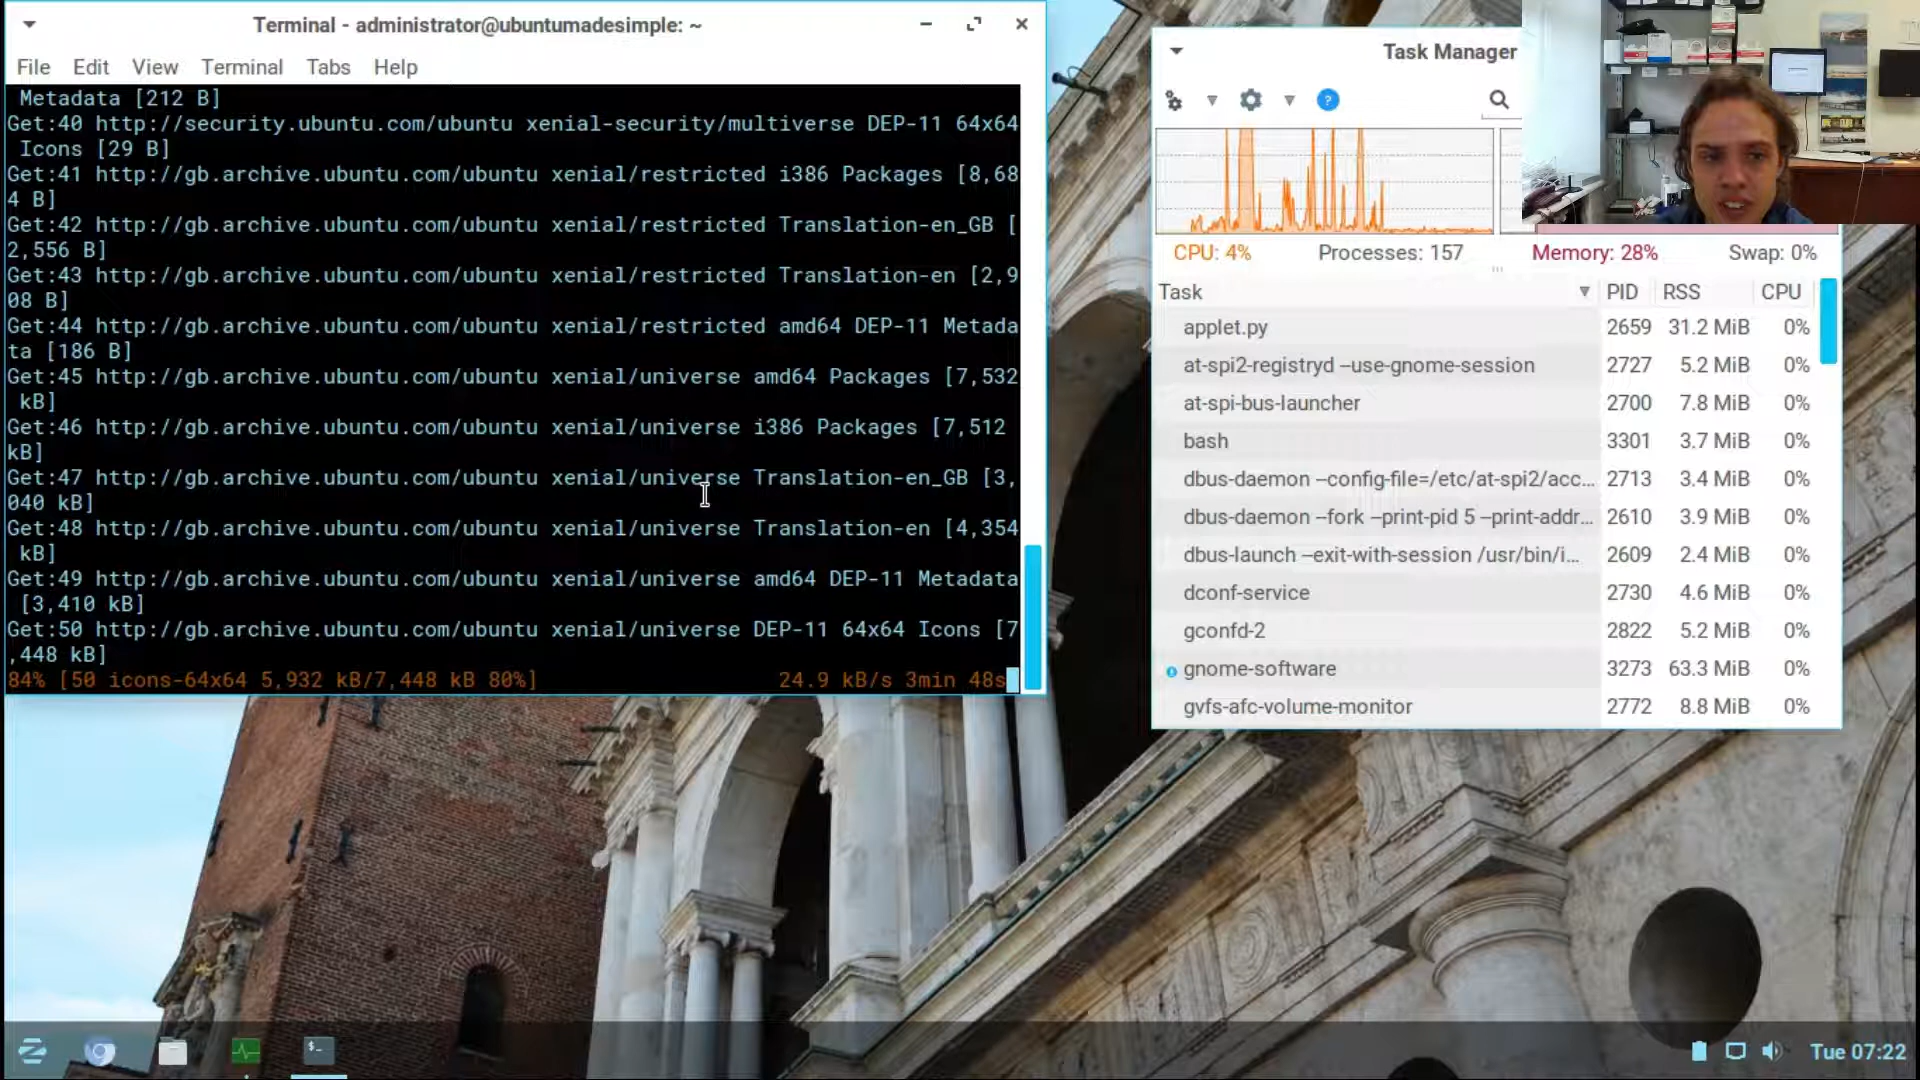 Terminal - administrator@ubuntumadesimple: ~
File Edit View Terminal Tabs Help
Metadata [212 B]
Get:40 http://security.ubuntu.com/ubuntu xenial-security/multiverse DEP-11 64x64
Icons [29 B]
Get:41 http://gb.archive.ubuntu.com/ubuntu xenial/restricted i386 Packages [8,68
4 B]
Get:42 http://gb.archive.ubuntu.com/ubuntu xenial/restricted Translation-en_GB [
2,556 B]
Get:43 http://gb.archive.ubuntu.com/ubuntu xenial/restricted Translation-en [2,9
08 B]
Get:44 http://gb.archive.ubuntu.com/ubuntu xenial/restricted amd64 DEP-11 Metada
ta [186 B]
Get:45 http://gb.archive.ubuntu.com/ubuntu xenial/universe amd64 Packages [7,532
kB]
Get:46 http://gb.archive.ubuntu.com/ubuntu xenial/universe i386 Packages [7,512
kB]
Get:47 http://gb.archive.ubuntu.com/ubuntu xenial/universe Translation-en_GB [3,
040 kB]
Get:48 http://gb.archive.ubuntu.com/ubuntu xenial/universe Translation-en [4,354
kB]
Get:49 http://gb.archive.ubuntu.com/ubuntu xenial/universe amd64 DEP-11 Metadata
[3,410 kB]
Get:50 http://gb.archive.ubuntu.com/ubuntu xenial/universe DEP-11 64x64 Icons [7
,448 kB]
84% [50 icons-64x64 5,932 kB/7,448 kB 80%] 24.9 kB/s 3min 48s
Task Manager
CPU: 4% Processes: 157 Memory: 28% Swap: 0%
Task PID RSS CPU
applet.py 2659 31.2 MiB 0%
at-spi2-registryd --use-gnome-session 2727 5.2 MiB 0%
at-spi-bus-launcher 2700 7.8 MiB 0%
bash 3301 3.7 MiB 0%
dbus-daemon --config-file=/etc/at-spi2/acc... 2713 3.4 MiB 0%
dbus-daemon --fork --print-pid 5 --print-addr... 2610 3.9 MiB 0%
dbus-launch --exit-with-session /usr/bin/i... 2609 2.4 MiB 0%
dconf-service 2730 4.6 MiB 0%
gconfd-2 2822 5.2 MiB 0%
gnome-software 3273 63.3 MiB 0%
gvfs-afc-volume-monitor 2772 8.8 MiB 0%
Tue 07:22